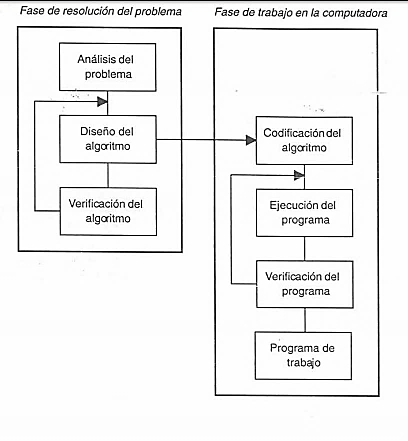 Fase de resolución del problema
Análisis del
problema
Diseño del
algoritmo
Verificación del
algoritmo
Fase de trabajo en la computadora
Codificación del
algoritmo
Ejecución del
programa
Verificación del
programa
Programa de
trabajo